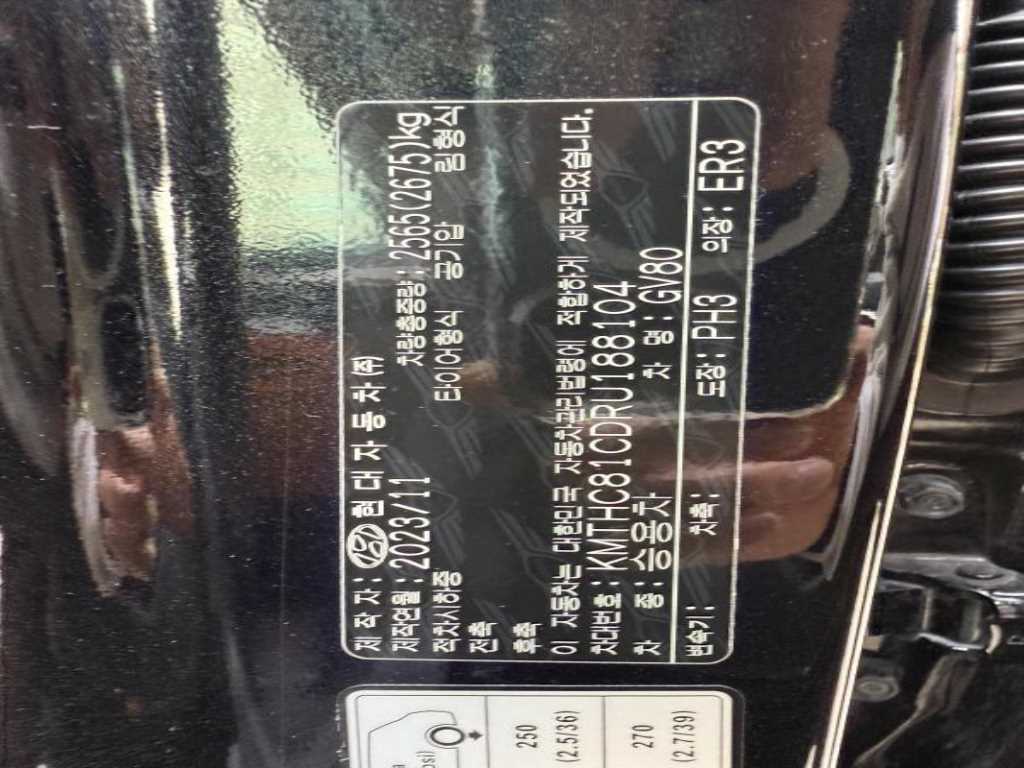 제 작 자: 현 대 자 동 차 (주)
제작연월: 2023/11 차량총중량: 2565(2675)kg
적차시하중 타이어형식 공기압 림형식
전축
후축
이 자동차는 대한민국 자동차관리법령에 적합하게 제작되었습니다.
차대번호: KMTHC81CDRU188104
차 종: 승용차 차 명: GV80
변속기: 차축: 도장: PH3 의장: ER3
250
(2.5/36)
270
(2.7/39)